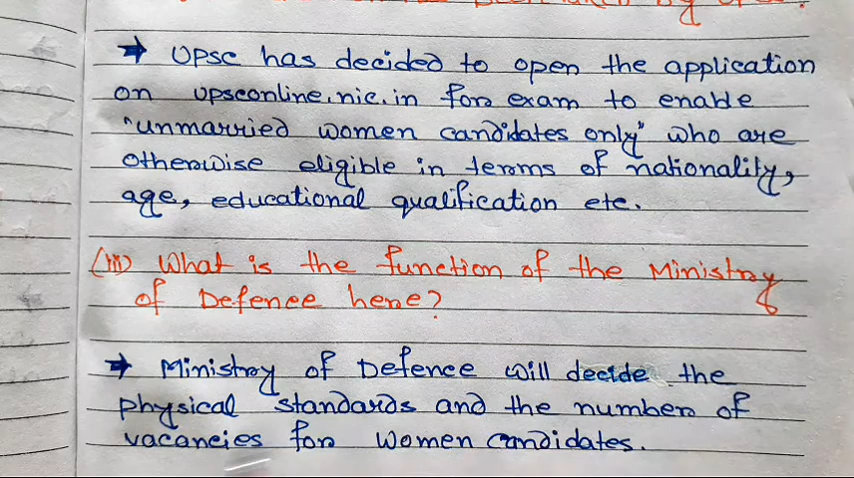 → UPSC has decided to open the application
on upsconline.nic.in for exam to enable
"unmarried women candidates only" who are
otherwise eligible in terms of nationality,
age, educational qualification etc.
(iii) What is the function of the Ministry
of Defence here?
→ Ministry of Defence will decide the
physical standards and the number of
vacancies for women candidates.